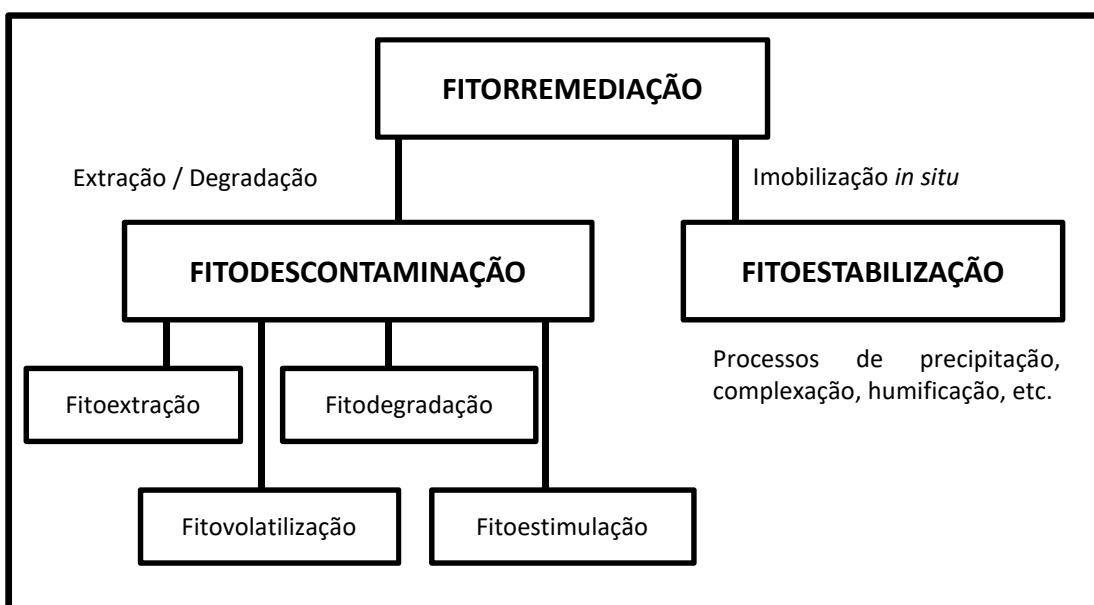 FITORREMEDIAÇÃO
Extração / Degradação
Imobilização in situ
FITODESCONTAMINAÇÃO
FITOESTABILIZAÇÃO
Processos de precipitação,
complexação, humificação, etc.
Fitoextração
Fitodegradação
Fitovolatilização
Fitoestimulação